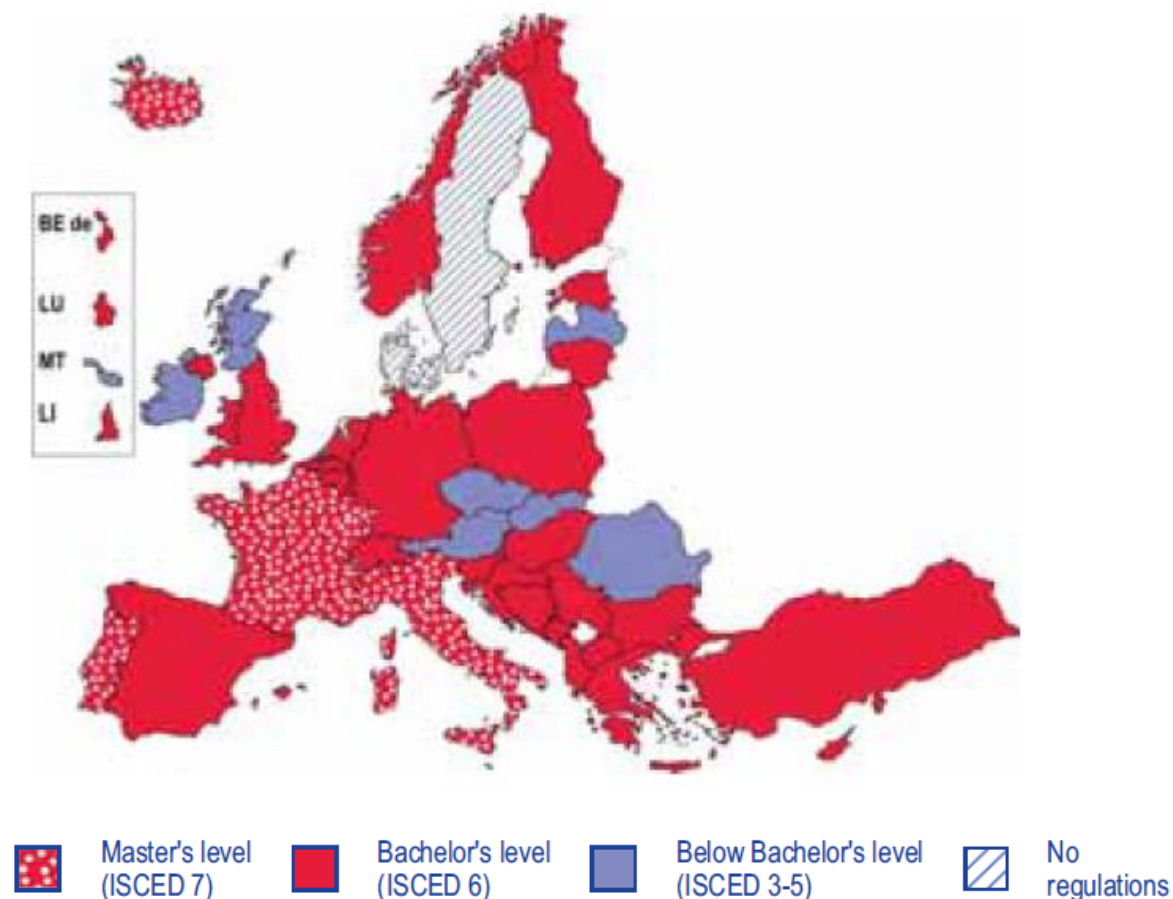 BE de
LU
MT
LI
Master's level
(ISCED 7)
Bachelor's level
(ISCED 6)
Below Bachelor's level
(ISCED 3-5)
No
regulations